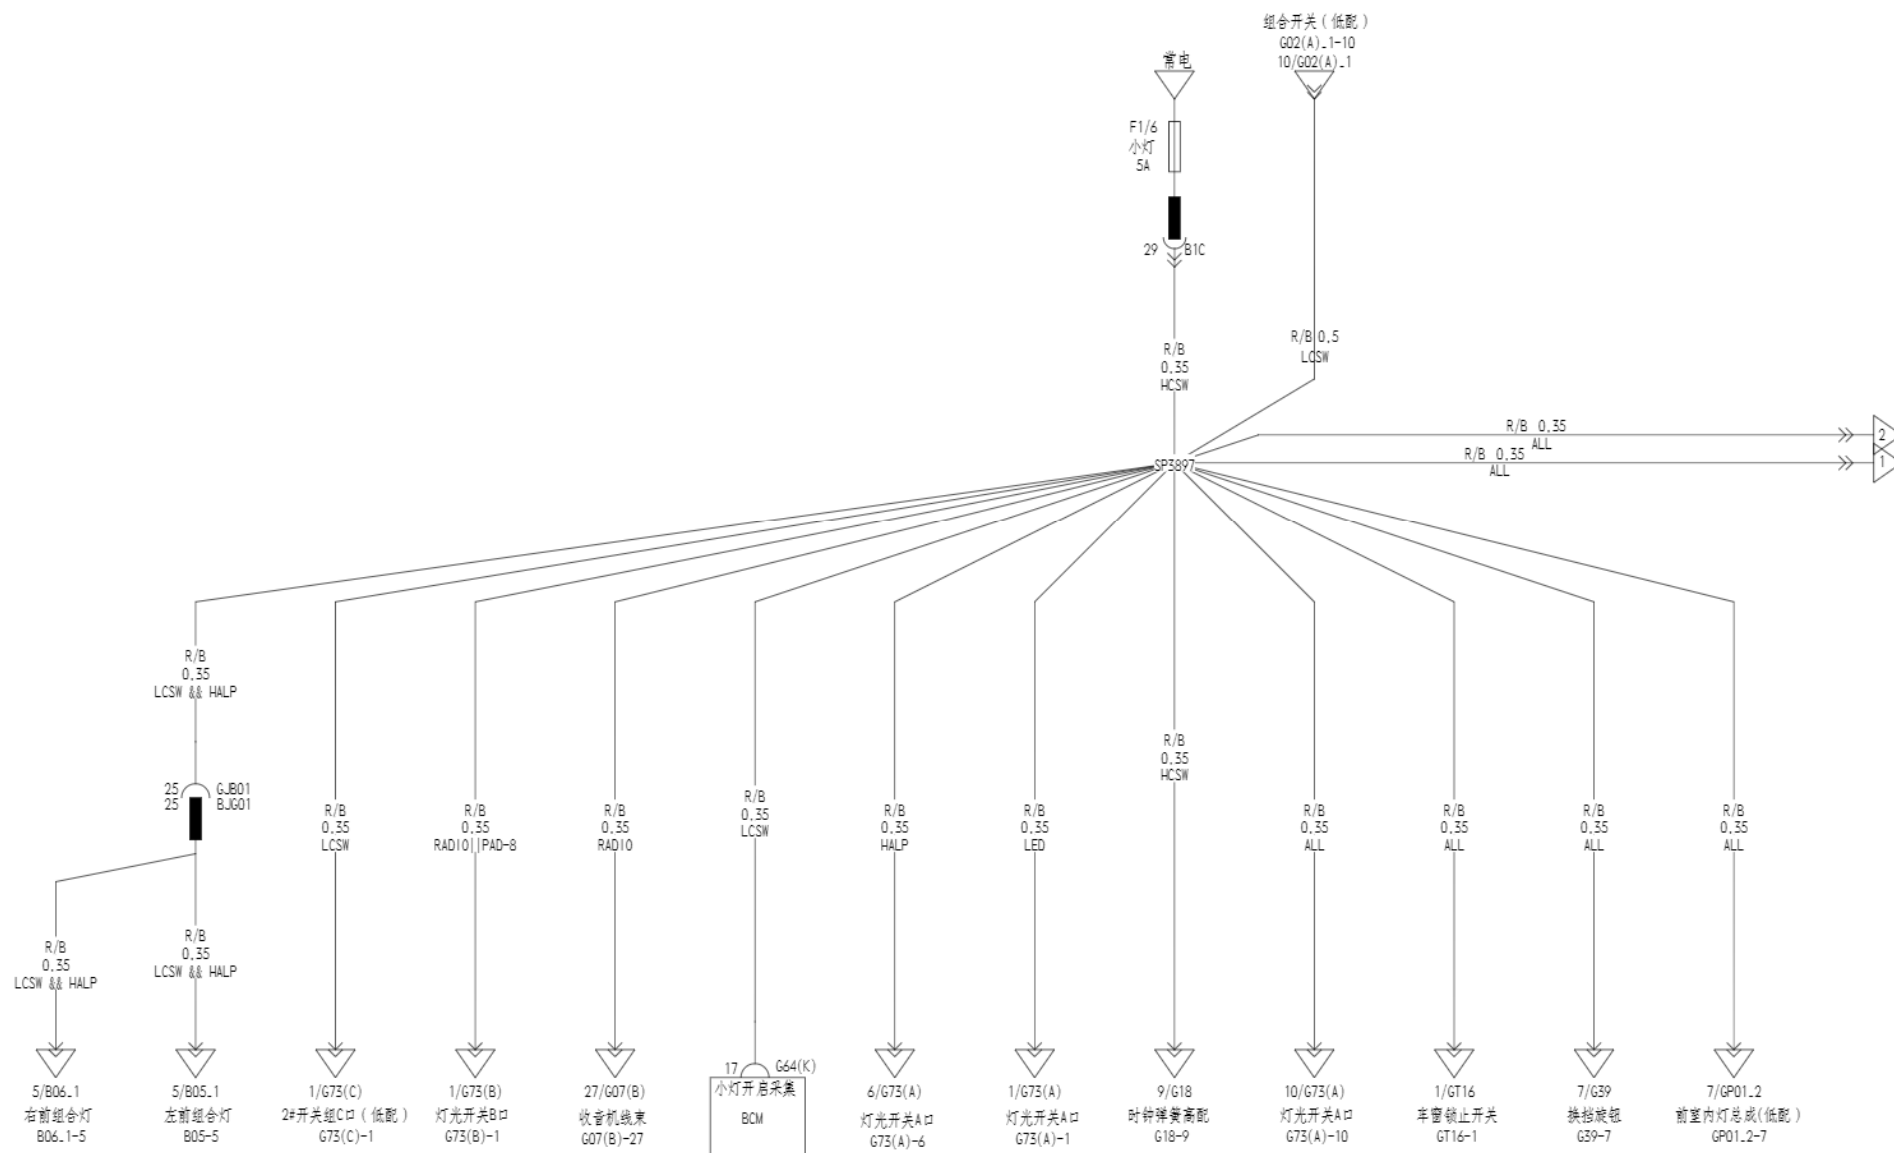 组合开关（低配）
G02(A)_1-10
10/G02(A)_1
常电
F1/6
小灯
5A
29
B1C
R/B 0.5
LCSW
R/B
0.35
HCSW
R/B 0.35
ALL
2
R/B 0.35
ALL
1
SP3897
R/B
0.35
LCSW && HALP
25
GJB01
25
BJG01
R/B
0.35
LCSW && HALP
R/B
0.35
LCSW && HALP
R/B
0.35
LCSW
R/B
0.35
RADIO||PAD-8
R/B
0.35
RADIO
R/B
0.35
LCSW
R/B
0.35
HALP
R/B
0.35
LED
R/B
0.35
HCSW
R/B
0.35
ALL
R/B
0.35
ALL
R/B
0.35
ALL
R/B
0.35
ALL
5/B06_1
右前组合灯
B06_1-5
5/B05_1
左前组合灯
B05-5
1/G73(C)
2#开关组C口（低配）
G73(C)-1
1/G73(B)
灯光开关B口
G73(B)-1
27/G07(B)
收音机线束
G07(B)-27
17
G64(K)
小灯开启采集
BCM
6/G73(A)
灯光开关A口
G73(A)-6
1/G73(A)
灯光开关A口
G73(A)-1
9/G18
时钟弹簧高配
G18-9
10/G73(A)
灯光开关A口
G73(A)-10
1/GT16
车窗锁止开关
GT16-1
7/G39
换挡旋钮
G39-7
7/GP01_2
前室内灯总成(低配）
GP01_2-7